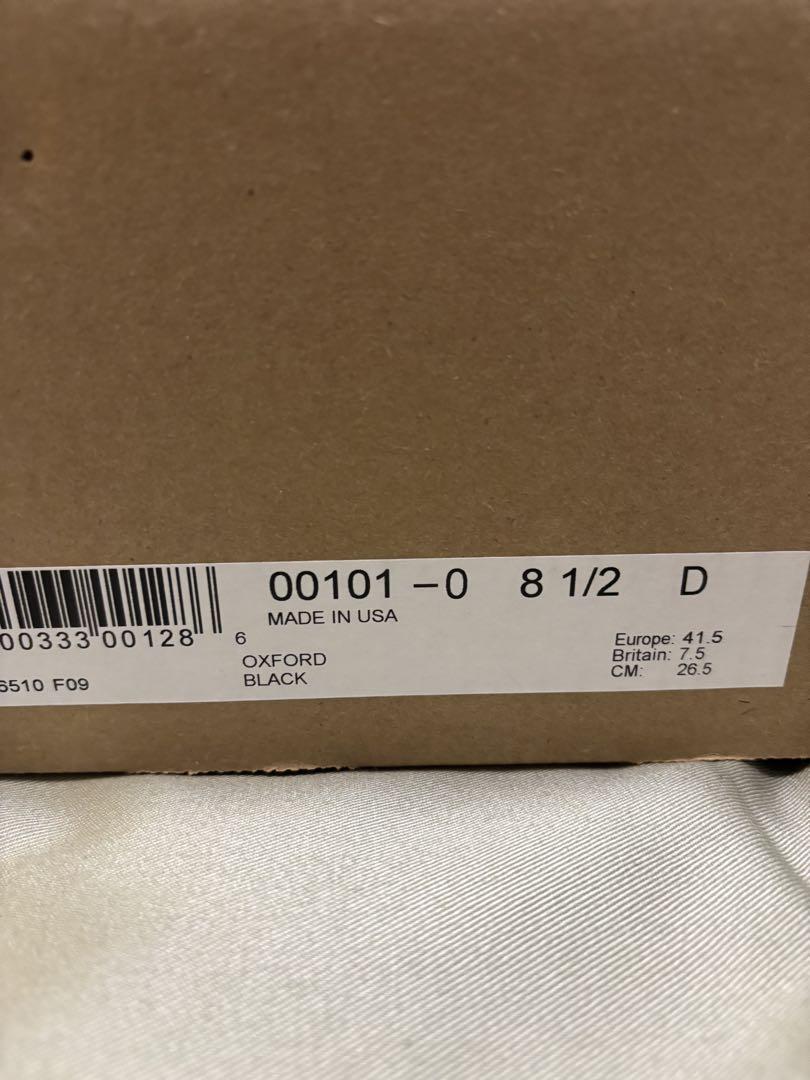 00101 -0 8 1/2 D
MADE IN USA
00333 00128 6
OXFORD
BLACK
6510 F09
Europe: 41.5
Britain: 7.5
CM: 26.5